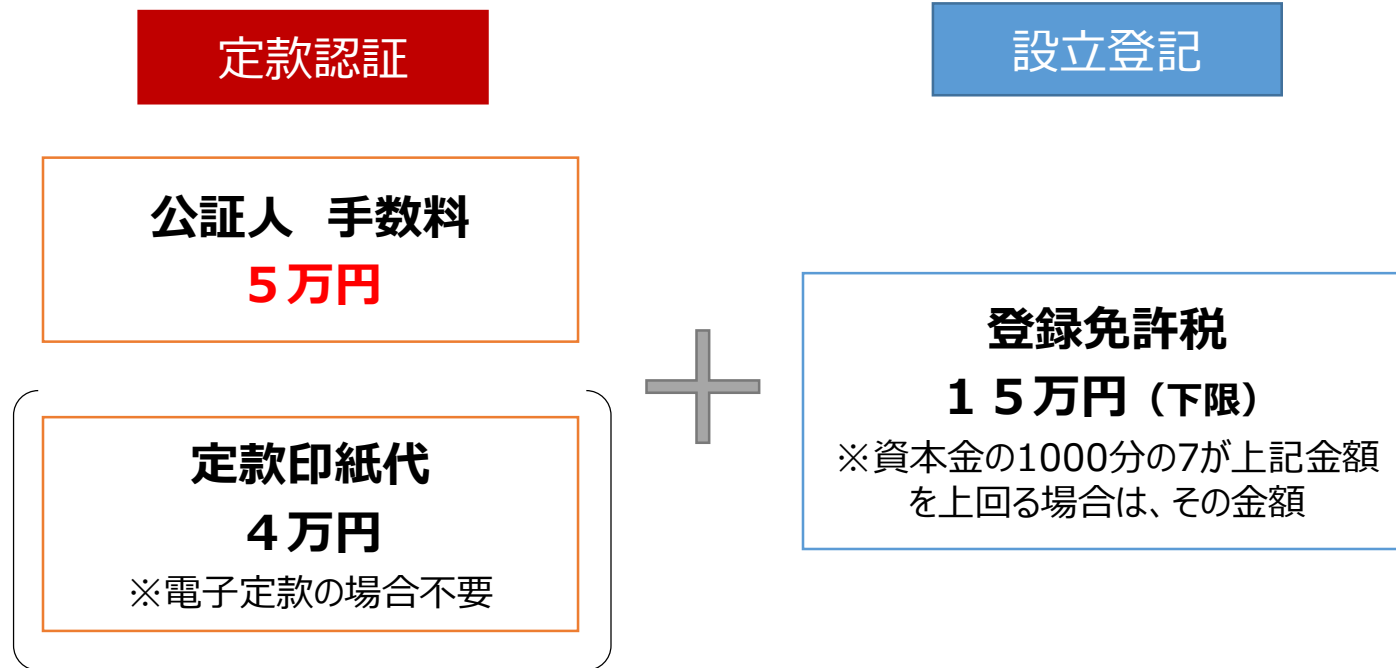 定款認証
公証人　手数料
５万円
定款印紙代
４万円
※電子定款の場合不要
設立登記
登録免許税
１５万円（下限）
※資本金の1000分の7が上記金額
を上回る場合は、その金額